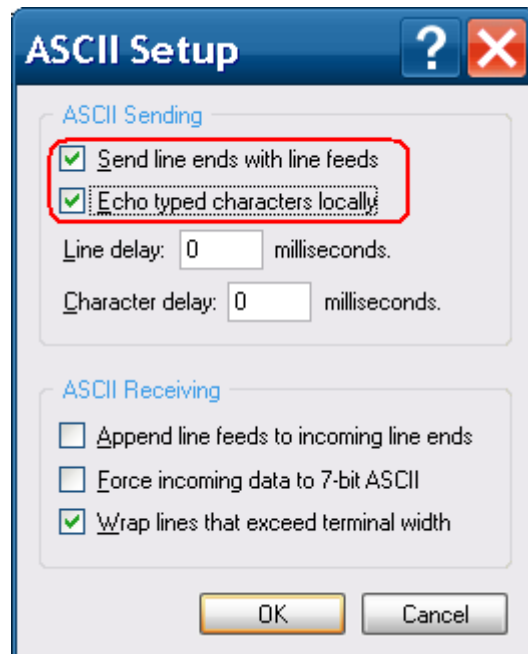 ASCII Setup
ASCII Sending
Send line ends with line feeds
Echo typed characters locally
Line delay: 0 milliseconds.
Character delay: 0 milliseconds.
ASCII Receiving
Append line feeds to incoming line ends
Force incoming data to 7-bit ASCII
Wrap lines that exceed terminal width
OK Cancel